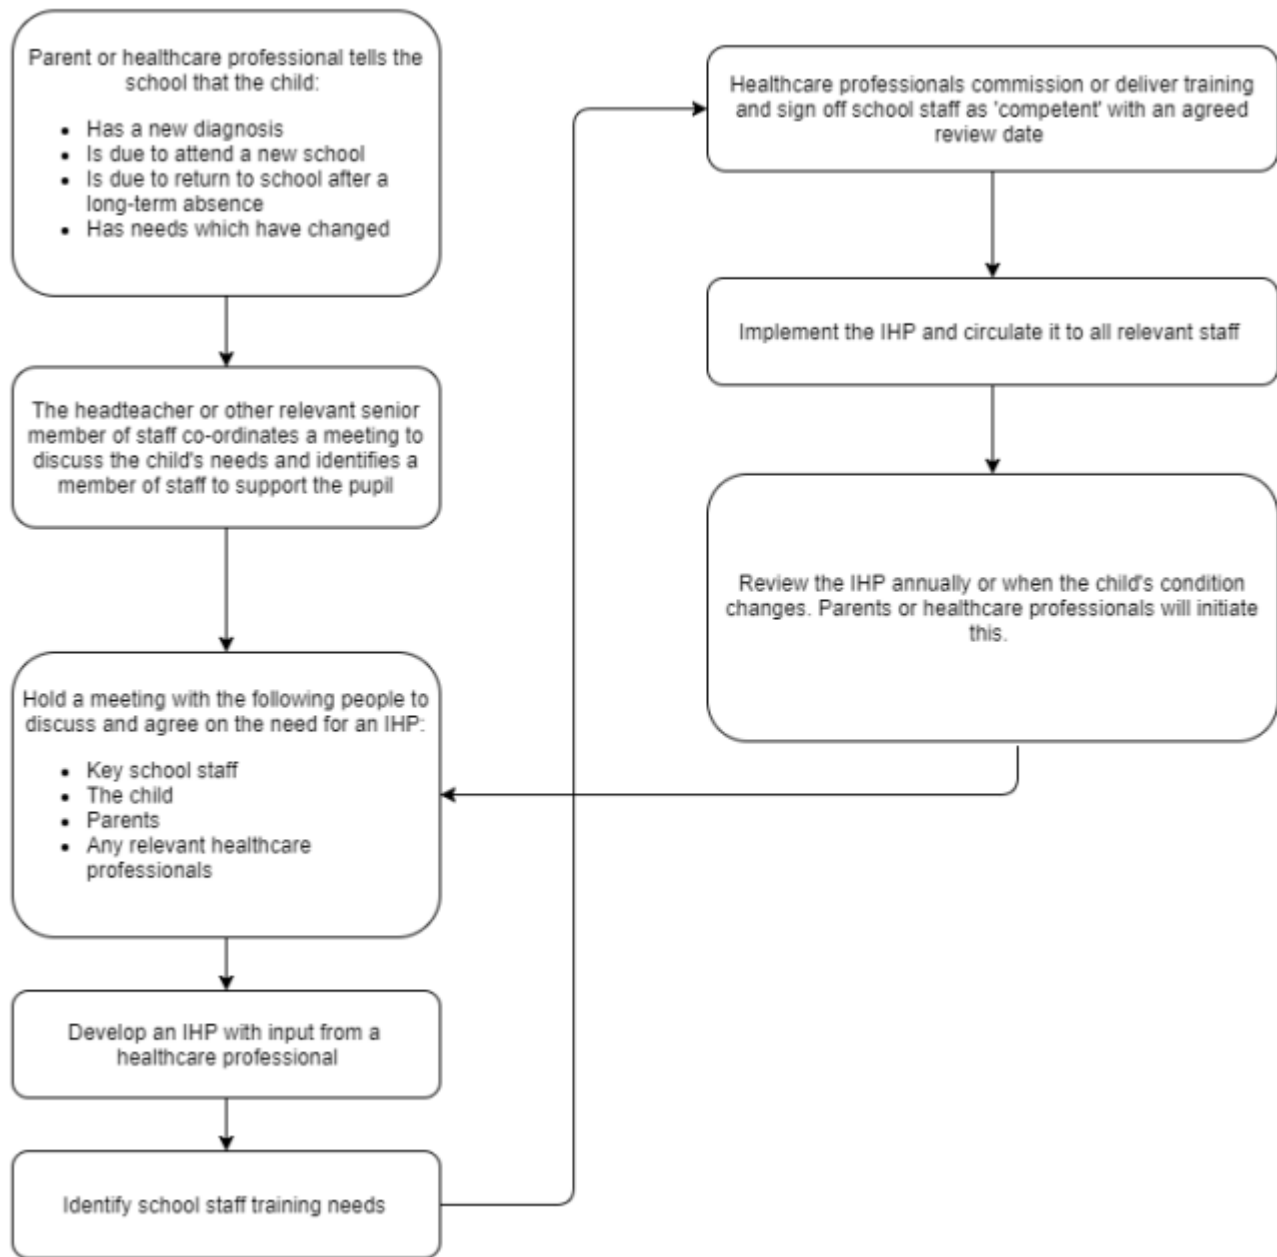 Parent or healthcare professional tells the
school that the child:
• Has a new diagnosis
• Is due to attend a new school
• Is due to return to school after a
long-term absence
• Has needs which have changed
The headteacher or other relevant senior
member of staff co-ordinates a meeting to
discuss the child's needs and identifies a
member of staff to support the pupil
Hold a meeting with the following people to
discuss and agree on the need for an IHP:
• Key school staff
• The child
• Parents
• Any relevant healthcare
professionals
Develop an IHP with input from a
healthcare professional
Identify school staff training needs
Healthcare professionals commission or deliver training
and sign off school staff as 'competent' with an agreed
review date
Implement the IHP and circulate it to all relevant staff
Review the IHP annually or when the child's condition
changes. Parents or healthcare professionals will initiate
this.